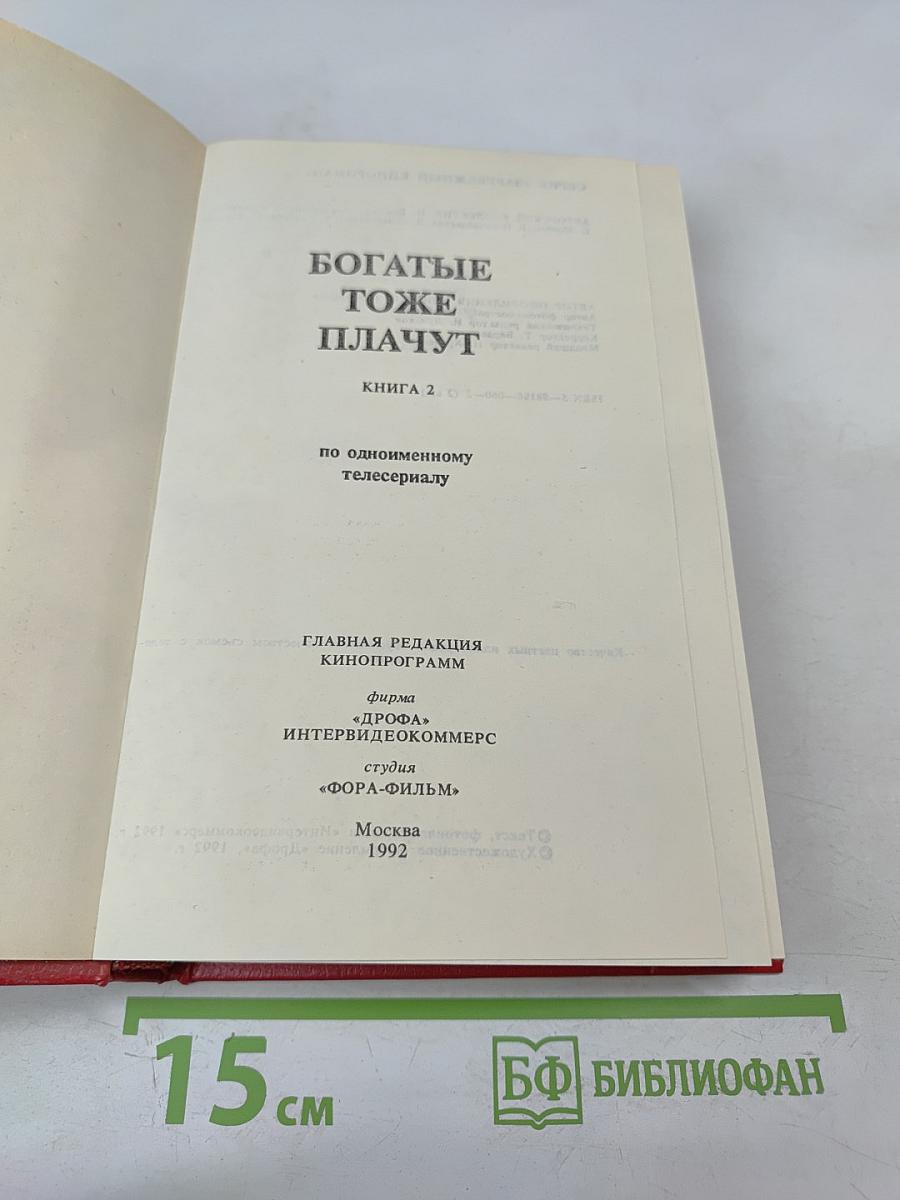 БОГАТЫЕ
ТОЖЕ
ПЛАЧУТ
КНИГА 2
по одноименному
телесериалу
ГЛАВНАЯ РЕДАКЦИЯ
КИНОПРОГРАММ
фирма
«ДРОФА»
ИНТЕРВИДЕОКОММЕРС
студия
«ФОРА-ФИЛЬМ»
Москва
1992
15 см
БФ БИБЛИОФАН